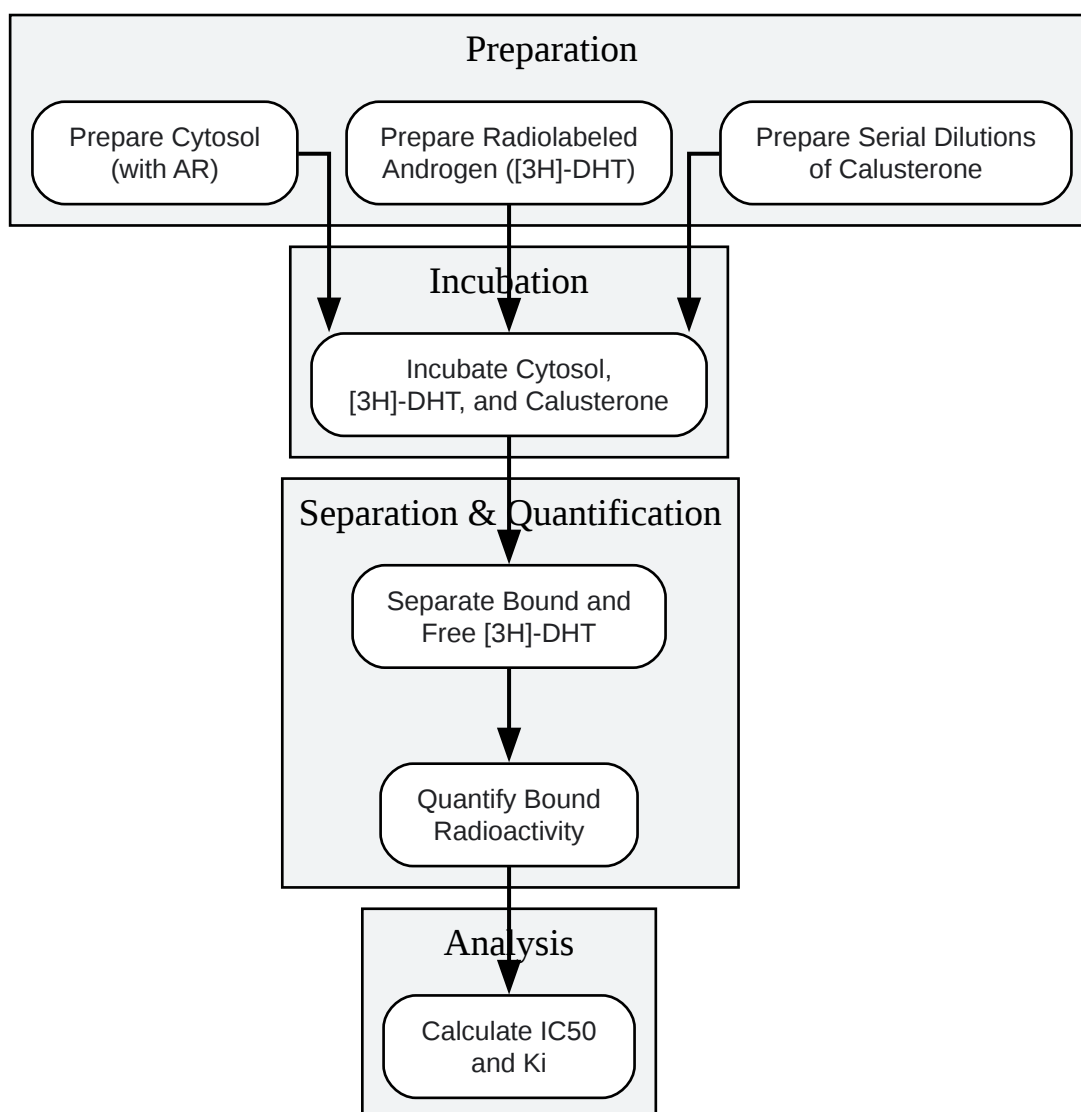 Preparation
Prepare Cytosol
(with AR)
Prepare Radiolabeled
Androgen ([3H]-DHT)
Prepare Serial Dilutions
of Calusterone
Incubation
Incubate Cytosol,
[3H]-DHT, and Calusterone
Separation & Quantification
Separate Bound and
Free [3H]-DHT
Quantify Bound
Radioactivity
Analysis
Calculate IC50
and Ki